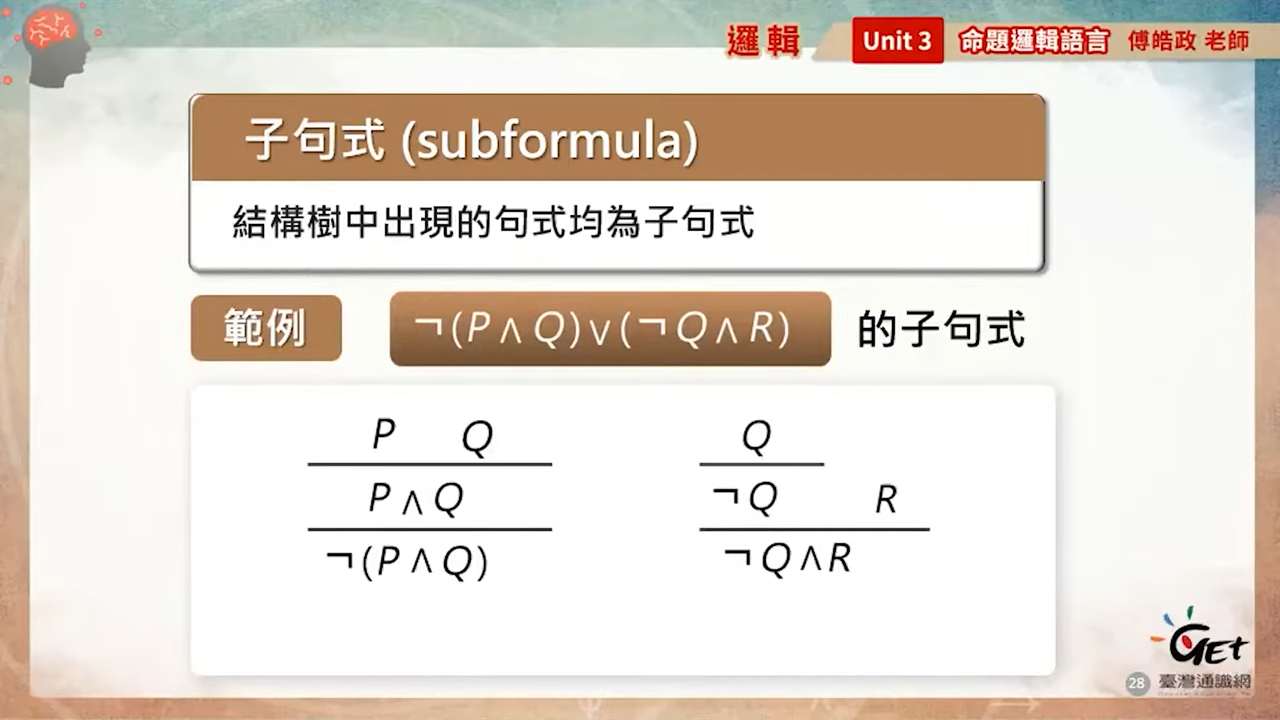 邏輯 Unit 3 命題邏輯語言 傅皓政 老師
子句式 (subformula)
結構樹中出現的句式均為子句式
範例 ¬(P∧Q)∨(¬Q∧R) 的子句式
P Q Q
P∧Q ¬Q R
¬(P∧Q) ¬Q∧R
GET
28 臺灣通識網